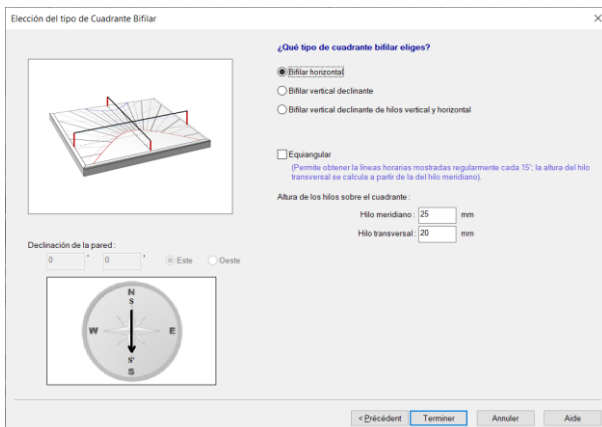 Elección del tipo de Cuadrante Bifilar
¿Qué tipo de cuadrante bifilar eliges?
Bifilar horizontal
Bifilar vertical declinante
Bifilar vertical declinante de hilos vertical y horizontal
Equiangular
(Permite obtener la líneas horarias mostradas regularmente cada 15°; la altura del hilo
transversal se calcula a partir de la del hilo meridiano).
Altura de los hilos sobre el cuadrante :
Hilo meridiano : 25 mm
Hilo transversal : 20 mm
Declinación de la pared :
0 ° 0 ' Este Oeste
N
S
W E
S'
S
< Précédent Terminer Annuler Aide